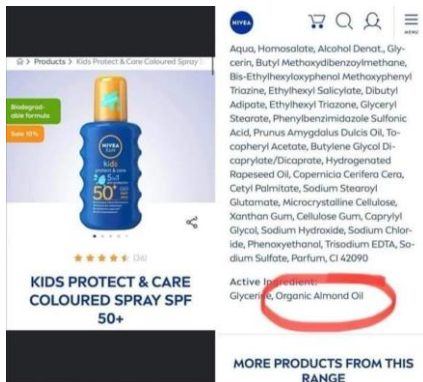 Products > Kids Protect & Care Coloured Spray S
Biodegrad-
able formula
Sale 10%
NIVEA
SUN
kids
protect & care
5in1
50+
(36)
KIDS PROTECT & CARE
COLOURED SPRAY SPF
50+
NIVEA
MENU
Aqua, Homosalate, Alcohol Denat., Gly-
cerin, Butyl Methoxydibenzoylmethane,
Bis-Ethylhexyloxyphenol Methoxyphenyl
Triazine, Ethylhexyl Salicylate, Dibutyl
Adipate, Ethylhexyl Triazone, Glyceryl
Stearate, Phenylbenzimidazole Sulfonic
Acid, Prunus Amygdalus Dulcis Oil, To-
copheryl Acetate, Butylene Glycol Di-
caprylate/Dicaprate, Hydrogenated
Rapeseed Oil, Copernicia Cerifera Cera,
Cetyl Palmitate, Sodium Stearoyl
Glutamate, Microcrystalline Cellulose,
Xanthan Gum, Cellulose Gum, Caprylyl
Glycol, Sodium Hydroxide, Sodium Chlor-
ide, Phenoxyethanol, Trisodium EDTA, So-
dium Sulfate, Parfum, CI 42090
Active Ingredient:
Glycerine, Organic Almond Oil
MORE PRODUCTS FROM THIS
RANGE